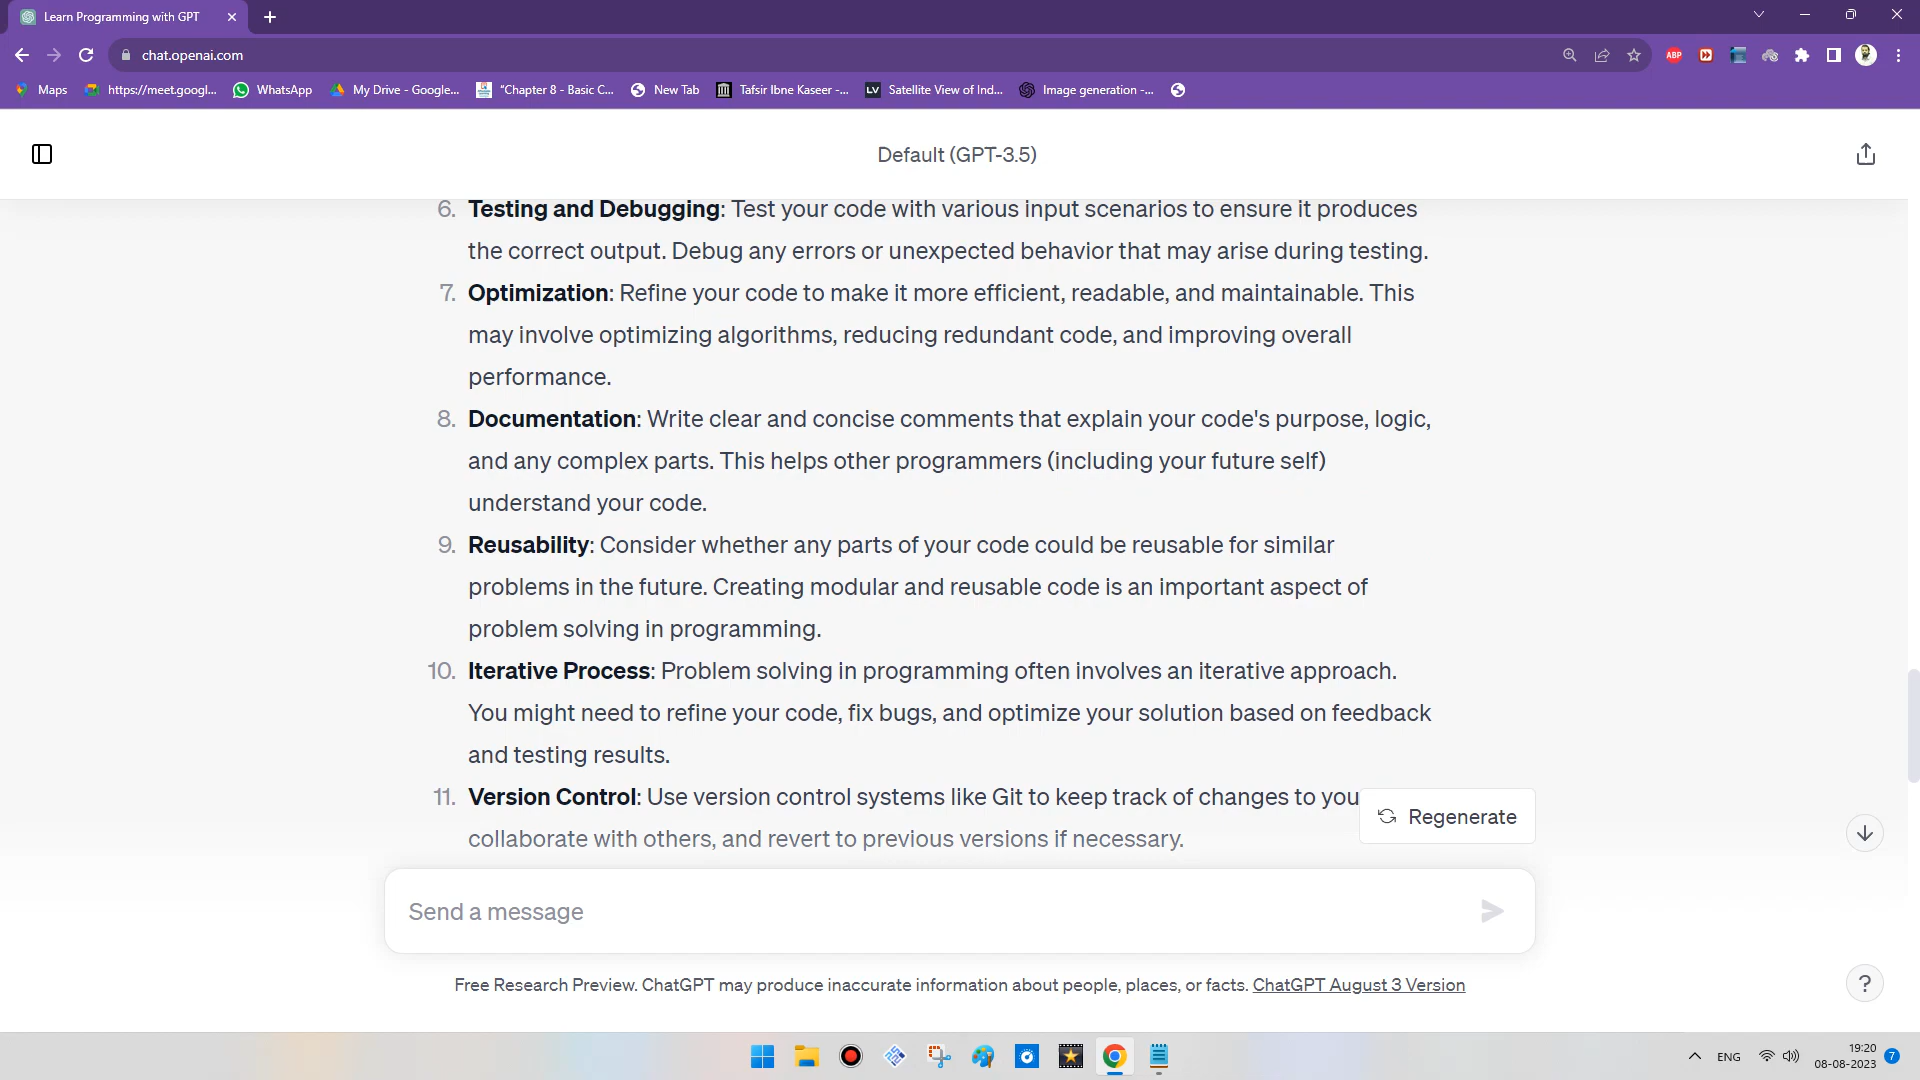 Learn Programming with GPT
chat.openai.com
ABP
Maps
https://meet.googl...
WhatsApp
My Drive - Google...
"Chapter 8 - Basic C...
New Tab
Tafsir Ibne Kaseer -...
LV
Satellite View of Ind...
Image generation -...
Default (GPT-3.5)
6. Testing and Debugging: Test your code with various input scenarios to ensure it produces
the correct output. Debug any errors or unexpected behavior that may arise during testing.
7. Optimization: Refine your code to make it more efficient, readable, and maintainable. This
may involve optimizing algorithms, reducing redundant code, and improving overall
performance.
8. Documentation: Write clear and concise comments that explain your code's purpose, logic,
and any complex parts. This helps other programmers (including your future self)
understand your code.
9. Reusability: Consider whether any parts of your code could be reusable for similar
problems in the future. Creating modular and reusable code is an important aspect of
problem solving in programming.
10. Iterative Process: Problem solving in programming often involves an iterative approach.
You might need to refine your code, fix bugs, and optimize your solution based on feedback
and testing results.
11. Version Control: Use version control systems like Git to keep track of changes to you
collaborate with others, and revert to previous versions if necessary.
Regenerate
Send a message
Free Research Preview. ChatGPT may produce inaccurate information about people, places, or facts. ChatGPT August 3 Version
?
ENG
19:20
08-08-2023
7